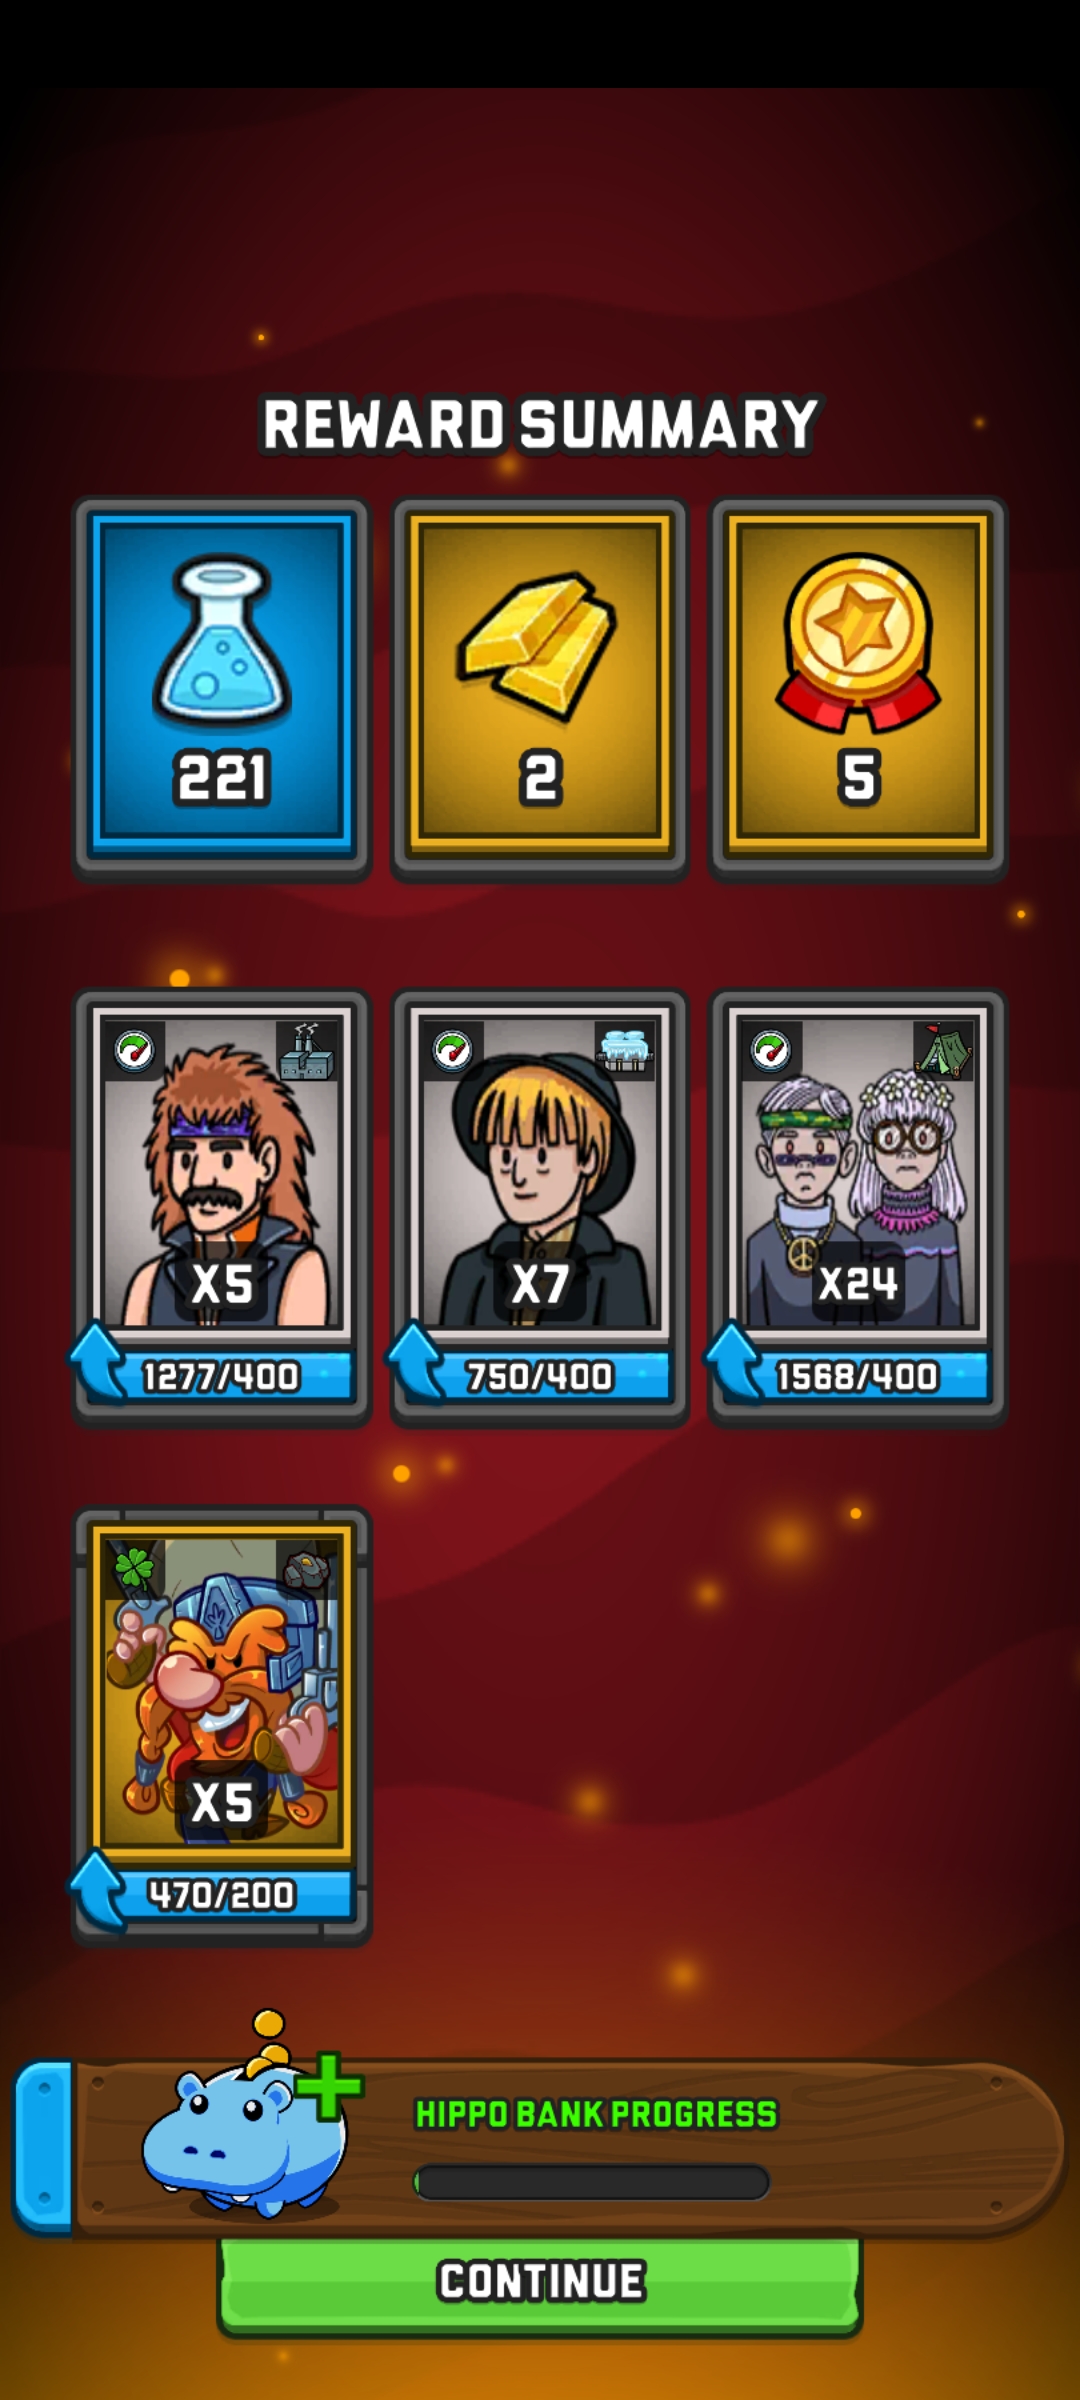 REWARD SUMMARY
221
2
5
X5
X7
X24
1277/400
750/400
1568/400
X5
470/200
HIPPO BANK PROGRESS
CONTINUE